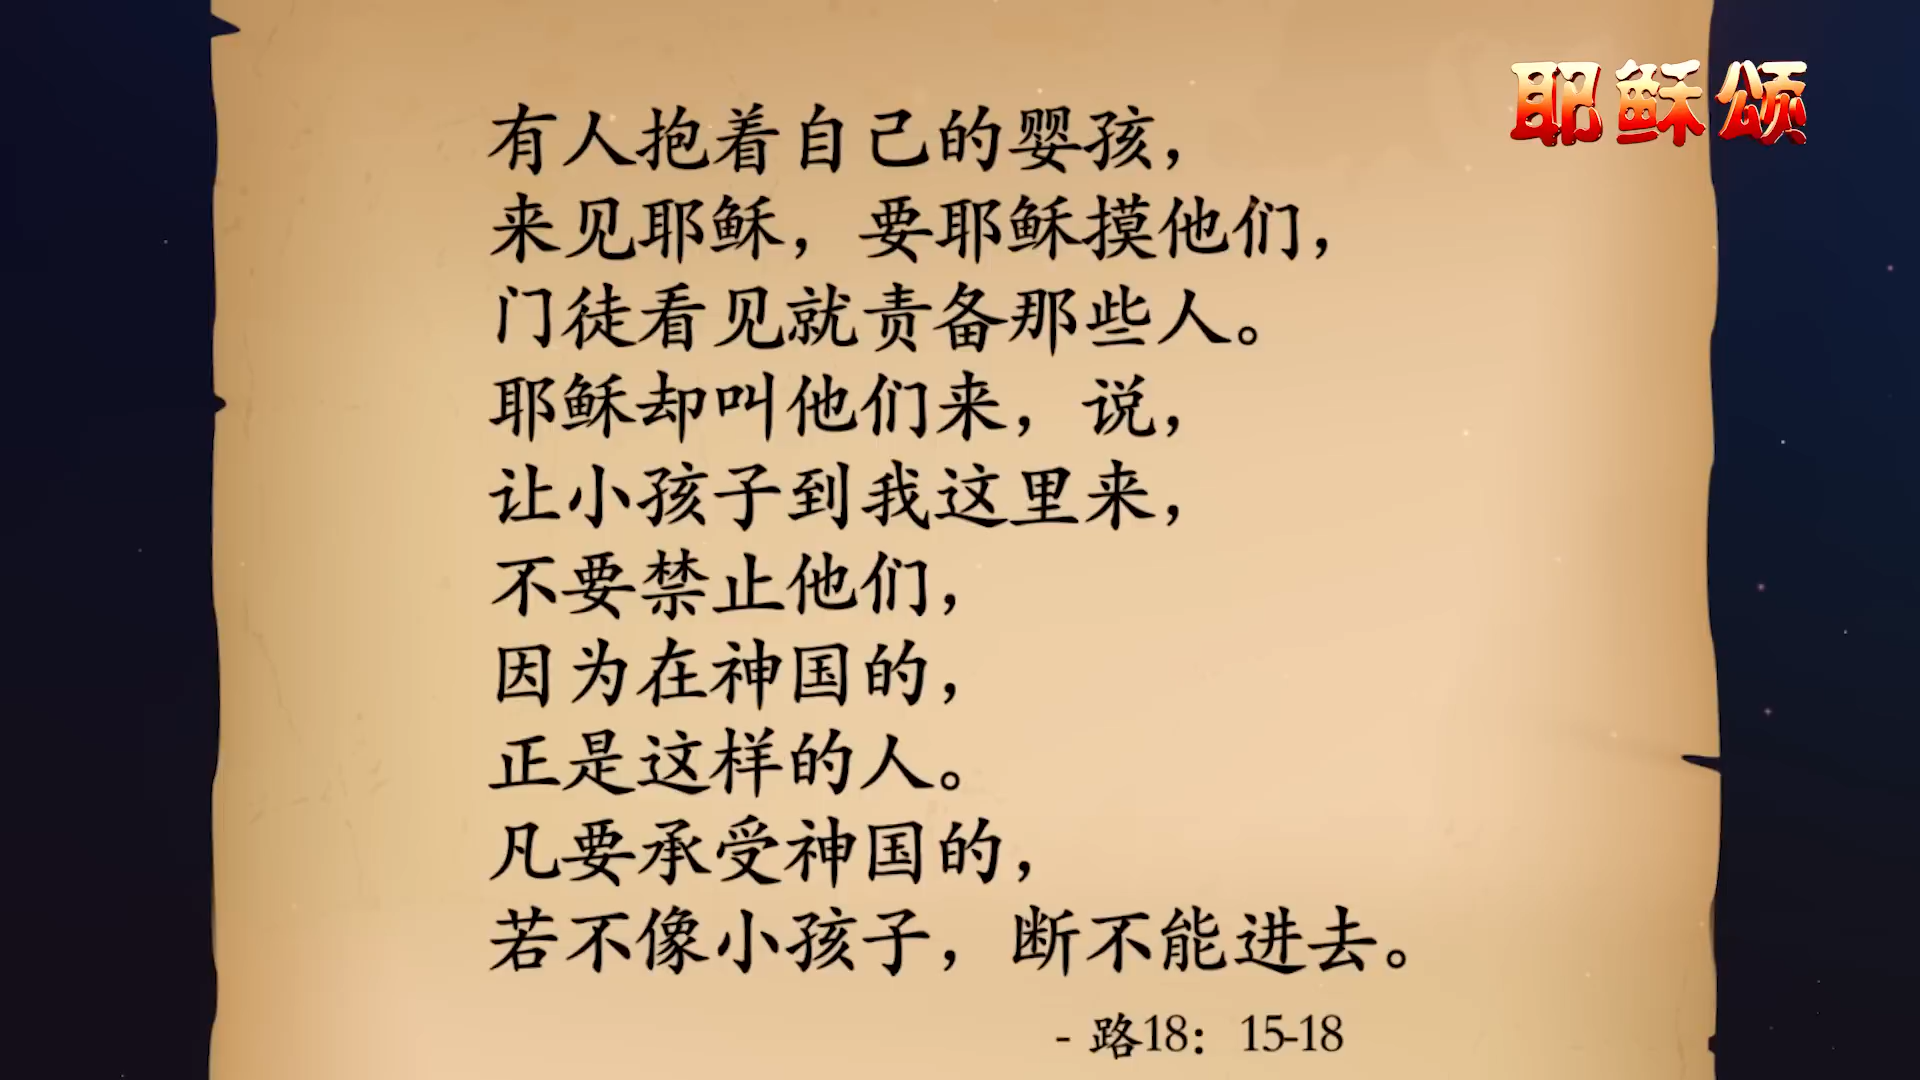 耶稣颂
有人抱着自己的婴孩，
来见耶稣，要耶稣摸他们，
门徒看见就责备那些人。
耶稣却叫他们来，说，
让小孩子到我这里来，
不要禁止他们，
因为在神国的，
正是这样的人。
凡要承受神国的，
若不像小孩子，断不能进去。
- 路18：15-18